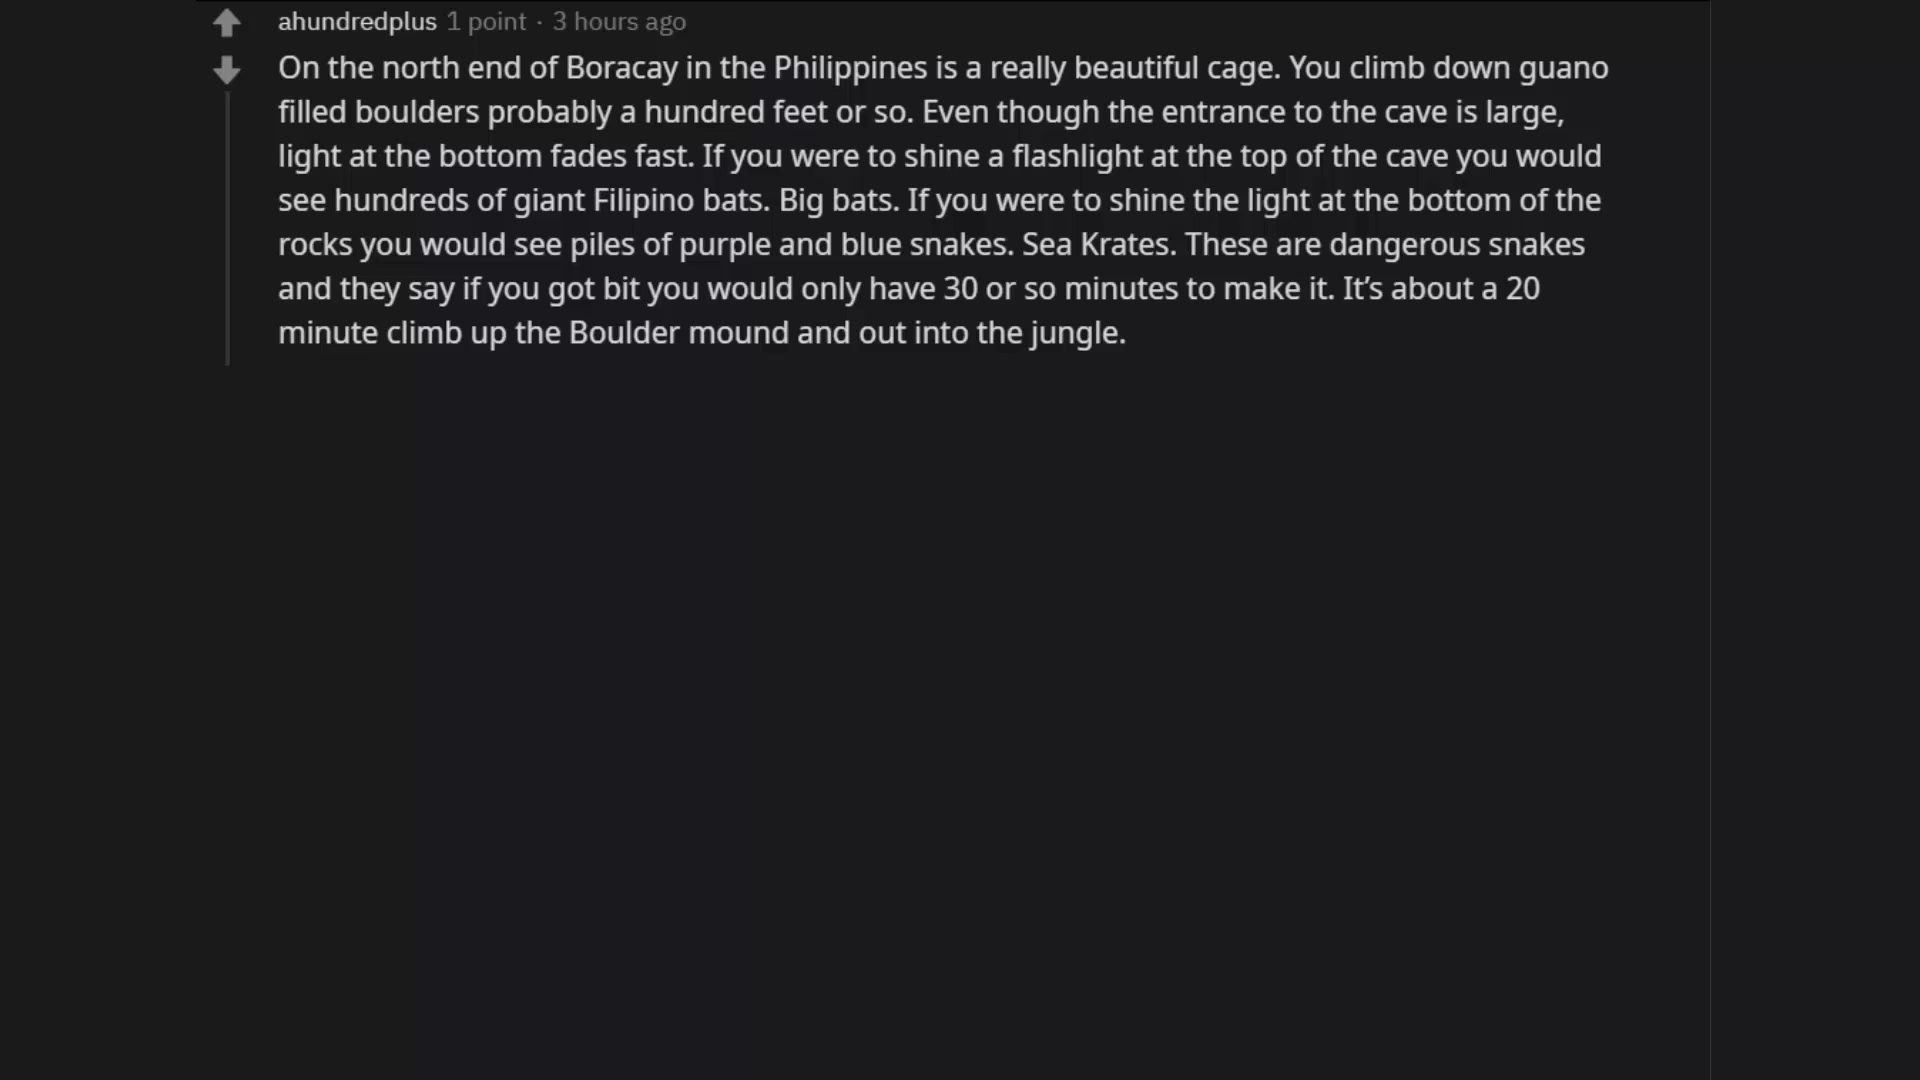 ahundredplus 1 point · 3 hours ago
On the north end of Boracay in the Philippines is a really beautiful cage. You climb down guano
filled boulders probably a hundred feet or so. Even though the entrance to the cave is large,
light at the bottom fades fast. If you were to shine a flashlight at the top of the cave you would
see hundreds of giant Filipino bats. Big bats. If you were to shine the light at the bottom of the
rocks you would see piles of purple and blue snakes. Sea Krates. These are dangerous snakes
and they say if you got bit you would only have 30 or so minutes to make it. It’s about a 20
minute climb up the Boulder mound and out into the jungle.